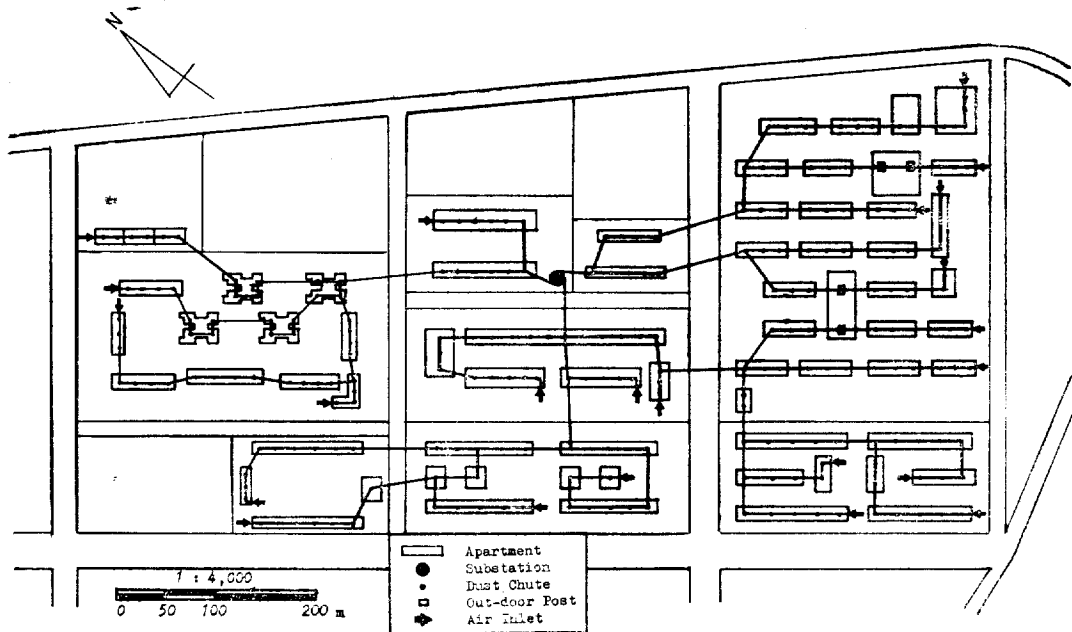 N
Apartment
Substation
Dust Chute
Out-door Post
Air Inlet
1 : 4,000
0 50 100 200 m